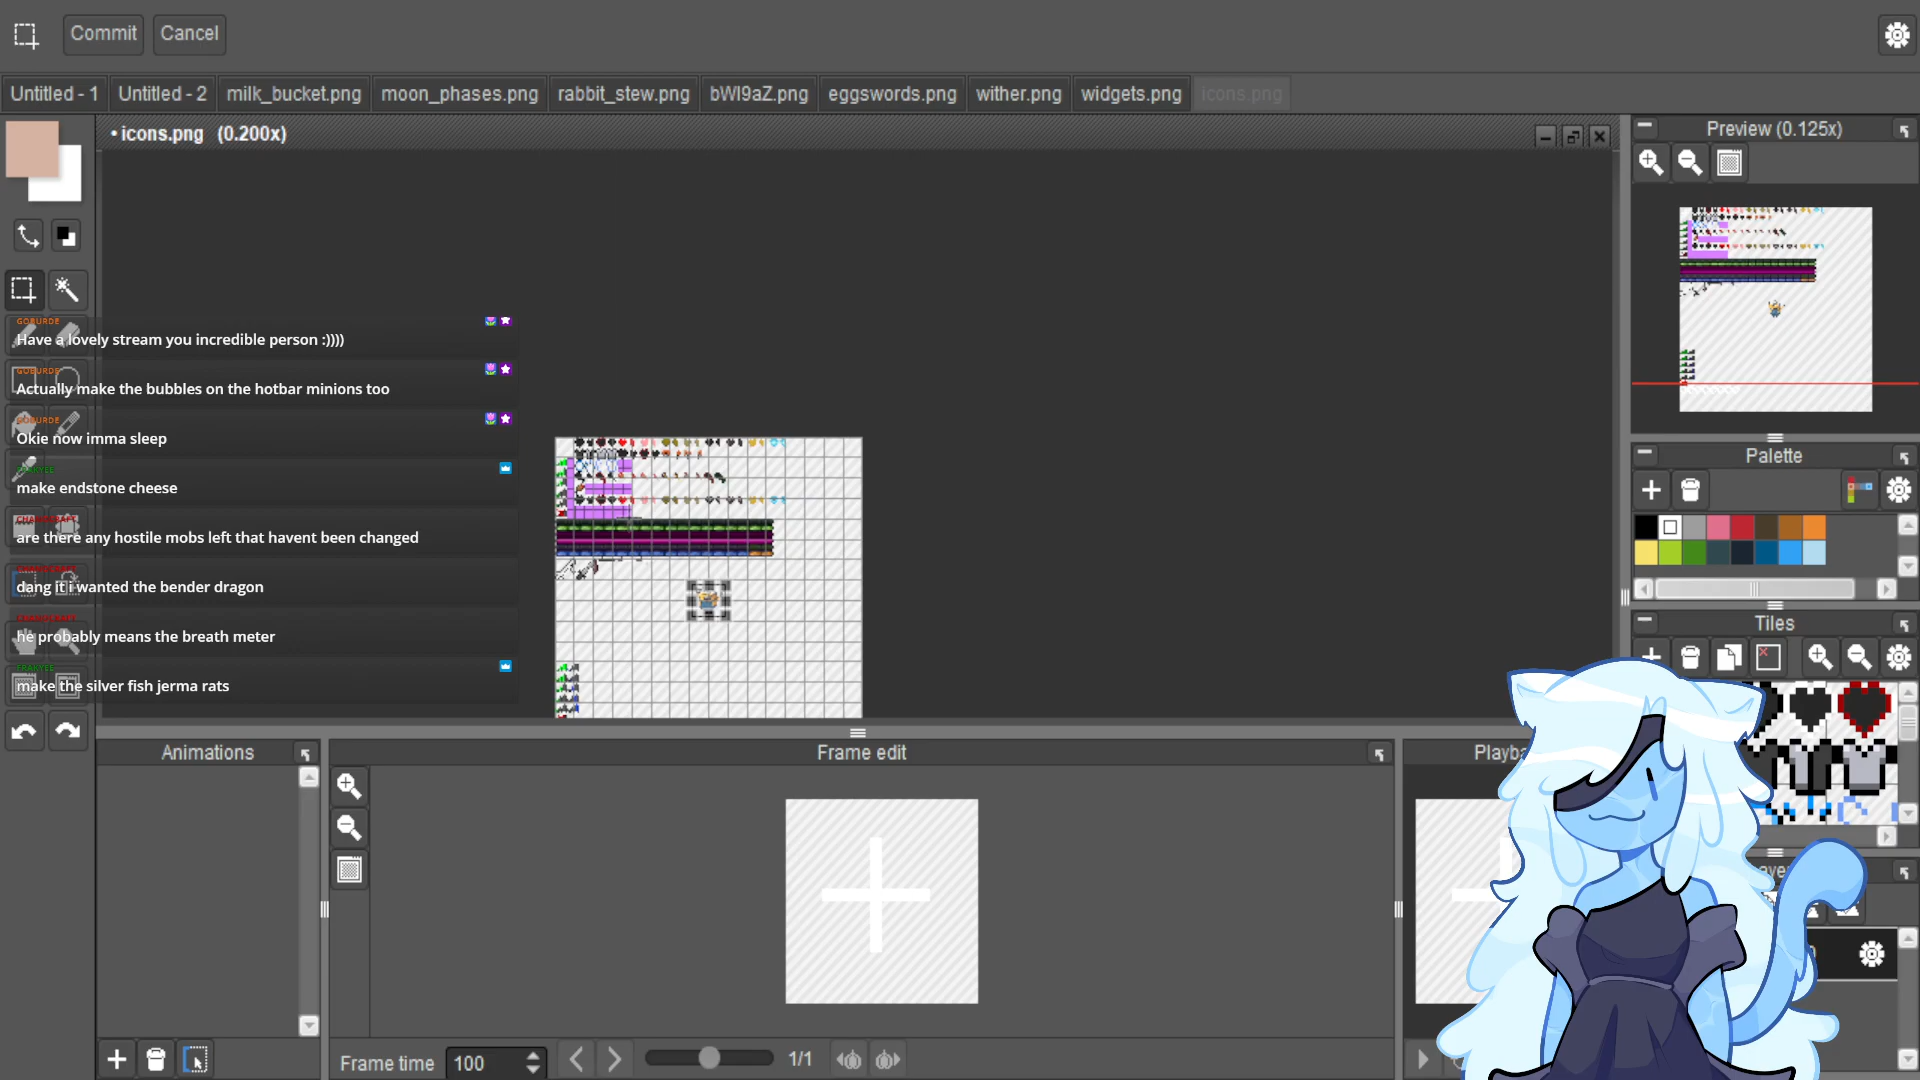 Commit
Cancel
Untitled - 1
Untitled - 2
milk_bucket.png
moon_phases.png
rabbit_stew.png
bWI9aZ.png
eggswords.png
wither.png
widgets.png
icons.png
• icons.png (0.200x)
Preview (0.125x)
GOBURDE
Have a lovely stream you incredible person :))))
GOBURDE
Actually make the bubbles on the hotbar minions too
GOBURDE
Okie now imma sleep
make endstone cheese
are there any hostile mobs left that havent been changed
dang it i wanted the bender dragon
he probably means the breath meter
FRAKYEE
make the silver fish jerma rats
Palette
Tiles
Animations
Frame edit
Frame time
100
1/1